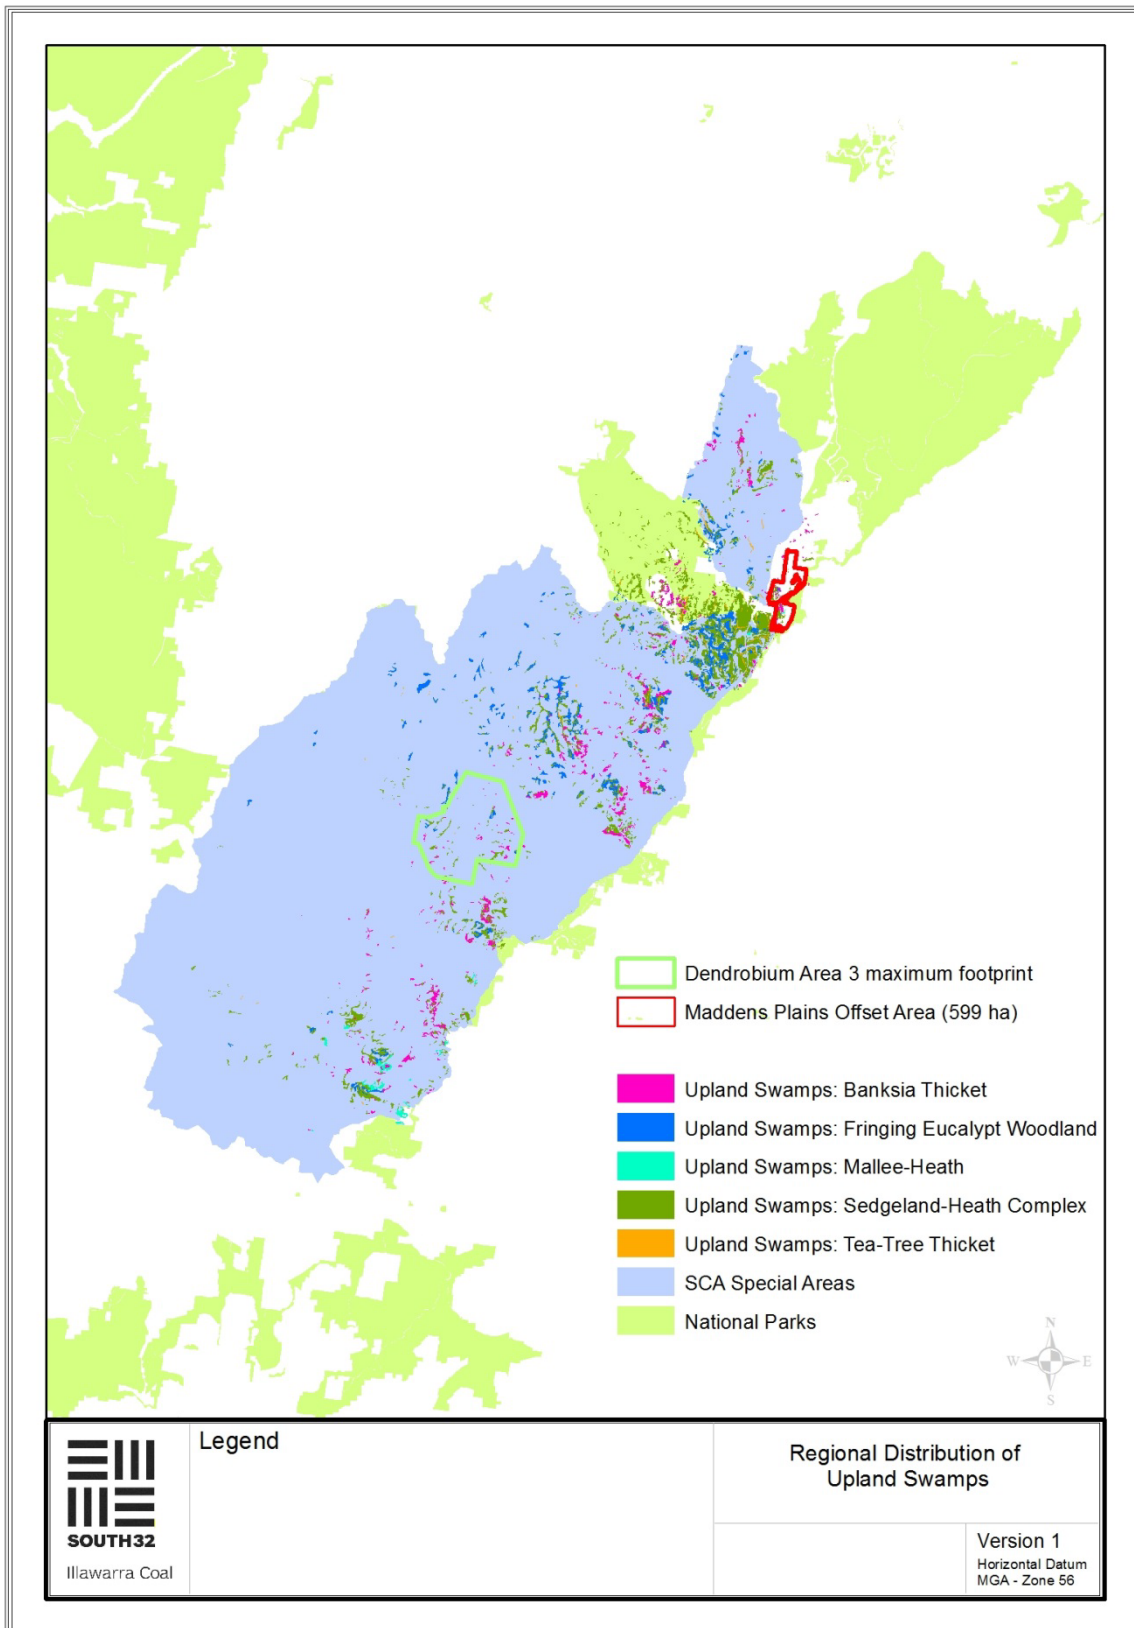 Dendrobium Area 3 maximum footprint
Maddens Plains Offset Area (599 ha)
Upland Swamps: Banksia Thicket
Upland Swamps: Fringing Eucalypt Woodland
Upland Swamps: Mallee-Heath
Upland Swamps: Sedgeland-Heath Complex
Upland Swamps: Tea-Tree Thicket
SCA Special Areas
National Parks
N
W E
S
SOUTH32
Illawarra Coal
Legend
Regional Distribution of
Upland Swamps
Version 1
Horizontal Datum
MGA - Zone 56